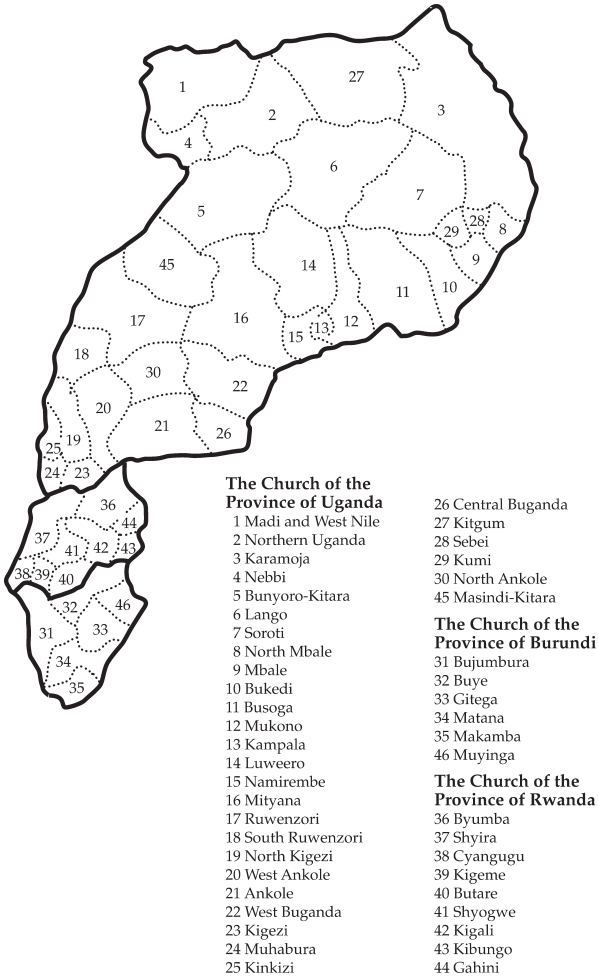 27
1
3
2
4
6
7
5
28
8
29
9
45
14
10
11
16
17
12
13
15
18
30
22
20
21
26
19
25
24
23
36
44
37
41
42
43
38
39
40
46
32
31
33
34
35
The Church of the
Province of Uganda
1 Madi and West Nile
2 Northern Uganda
3 Karamoja
4 Nebbi
5 Bunyoro-Kitara
6 Lango
7 Soroti
8 North Mbale
9 Mbale
10 Bukedi
11 Busoga
12 Mukono
13 Kampala
14 Luweero
15 Namirembe
16 Mityana
17 Ruwenzori
18 South Ruwenzori
19 North Kigezi
20 West Ankole
21 Ankole
22 West Buganda
23 Kigezi
24 Muhabura
25 Kinkizi
26 Central Buganda
27 Kitgum
28 Sebei
29 Kumi
30 North Ankole
45 Masindi-Kitara
The Church of the
Province of Burundi
31 Bujumbura
32 Buye
33 Gitega
34 Matana
35 Makamba
46 Muyinga
The Church of the
Province of Rwanda
36 Byumba
37 Shyira
38 Cyangugu
39 Kigeme
40 Butare
41 Shyogwe
42 Kigali
43 Kibungo
44 Gahini